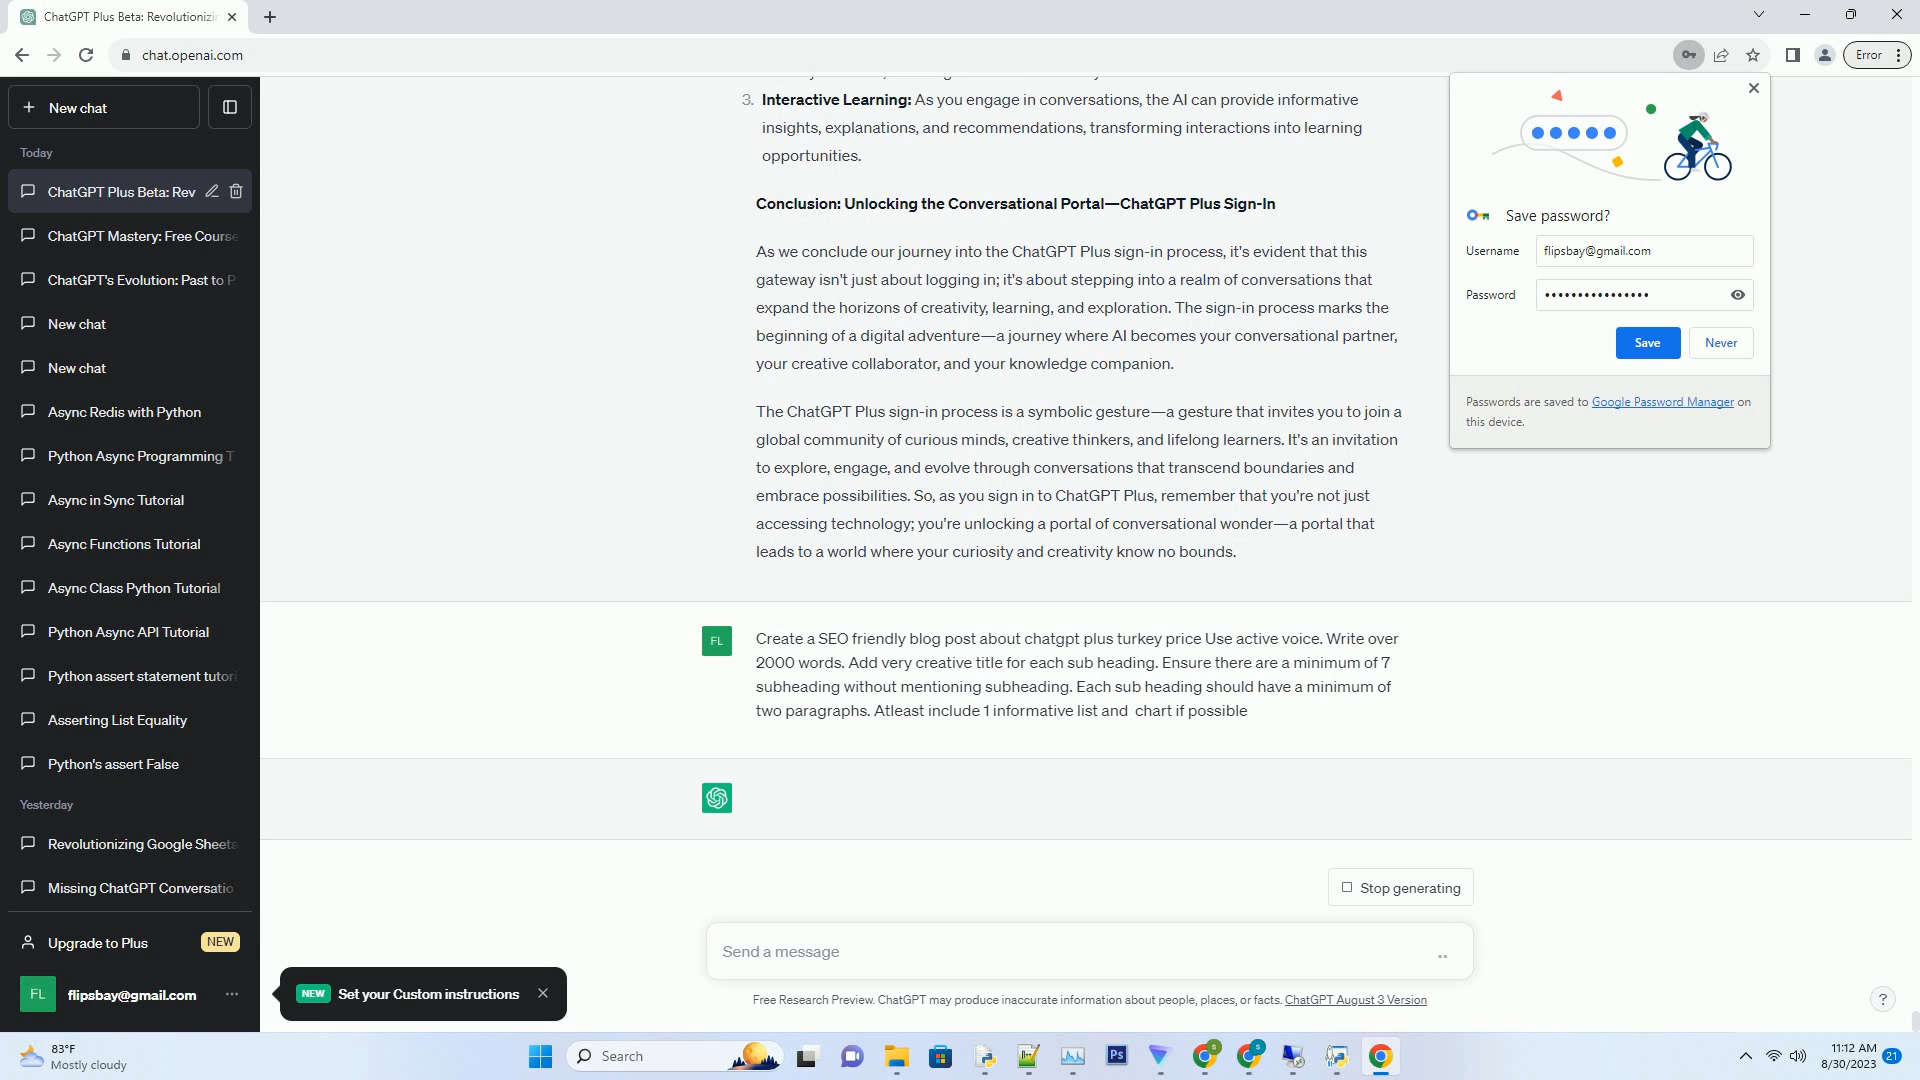 ChatGPT Plus Beta: Revolutionizin
chat.openai.com
Error
New chat
Today
ChatGPT Plus Beta: Rev
ChatGPT Mastery: Free Course
ChatGPT's Evolution: Past to P
New chat
New chat
Async Redis with Python
Python Async Programming T
Async in Sync Tutorial
Async Functions Tutorial
Async Class Python Tutorial
Python Async API Tutorial
Python assert statement tutori
Asserting List Equality
Python's assert False
Yesterday
Revolutionizing Google Sheets
Missing ChatGPT Conversatio
Upgrade to Plus NEW
FL flipsbay@gmail.com
3. Interactive Learning: As you engage in conversations, the AI can provide informative
insights, explanations, and recommendations, transforming interactions into learning
opportunities.
Conclusion: Unlocking the Conversational Portal—ChatGPT Plus Sign-In
As we conclude our journey into the ChatGPT Plus sign-in process, it's evident that this
gateway isn't just about logging in; it's about stepping into a realm of conversations that
expand the horizons of creativity, learning, and exploration. The sign-in process marks the
beginning of a digital adventure—a journey where AI becomes your conversational partner,
your creative collaborator, and your knowledge companion.
The ChatGPT Plus sign-in process is a symbolic gesture—a gesture that invites you to join a
global community of curious minds, creative thinkers, and lifelong learners. It's an invitation
to explore, engage, and evolve through conversations that transcend boundaries and
embrace possibilities. So, as you sign in to ChatGPT Plus, remember that you're not just
accessing technology; you're unlocking a portal of conversational wonder—a portal that
leads to a world where your curiosity and creativity know no bounds.
FL
Create a SEO friendly blog post about chatgpt plus turkey price Use active voice. Write over
2000 words. Add very creative title for each sub heading. Ensure there are a minimum of 7
subheading without mentioning subheading. Each sub heading should have a minimum of
two paragraphs. Atleast include 1 informative list and chart if possible
Stop generating
Send a message
Free Research Preview. ChatGPT may produce inaccurate information about people, places, or facts. ChatGPT August 3 Version
NEW Set your Custom instructions
?
Save password?
Username flipsbay@gmail.com
Password ••••••••••••••••
Save Never
Passwords are saved to Google Password Manager on
this device.
83°F
Mostly cloudy
Search
Ps
11:12 AM
8/30/2023
21